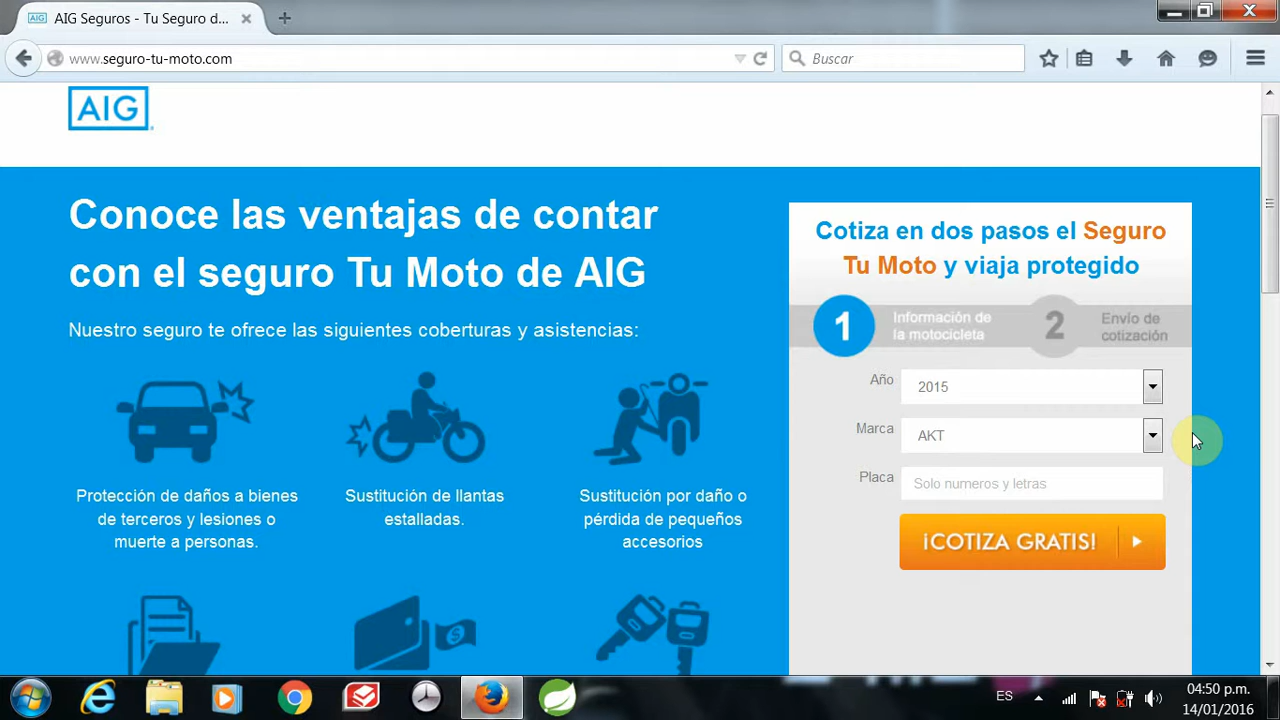 AIG Seguros - Tu Seguro d...
www.seguro-tu-moto.com
Buscar
AIG
Conoce las ventajas de contar
con el seguro Tu Moto de AIG
Nuestro seguro te ofrece las siguientes coberturas y asistencias:
Protección de daños a bienes
de terceros y lesiones o
muerte a personas.
Sustitución de llantas
estalladas.
Sustitución por daño o
pérdida de pequeños
accesorios
Cotiza en dos pasos el Seguro
Tu Moto y viaja protegido
1
Información de
la motocicleta
2
Envío de
cotización
Año
2015
Marca
AKT
Placa
Solo numeros y letras
¡COTIZA GRATIS!
ES
04:50 p.m.
14/01/2016